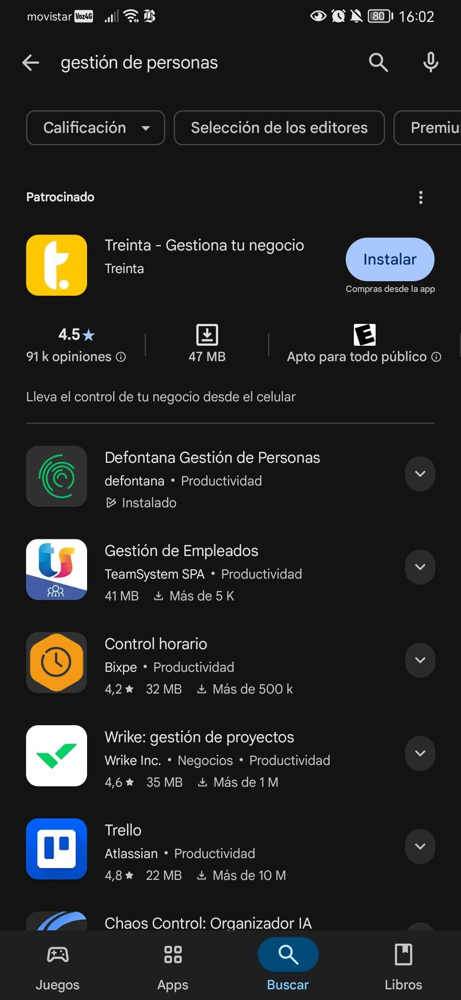 movistar Voz4G 80 16:02
gestión de personas
Calificación Selección de los editores Premiu
Patrocinado
Treinta - Gestiona tu negocio
Treinta
Instalar
Compras desde la app
4.5★
91 k opiniones
47 MB
Apto para todo público
Lleva el control de tu negocio desde el celular
Defontana Gestión de Personas
defontana • Productividad
Instalado
Gestión de Empleados
TeamSystem SPA • Productividad
41 MB Más de 5 K
Control horario
Bixpe • Productividad
4,2★ 32 MB Más de 500 k
Wrike: gestión de proyectos
Wrike Inc. • Negocios • Productividad
4,6★ 35 MB Más de 1 M
Trello
Atlassian • Productividad
4,8★ 22 MB Más de 10 M
Chaos Control: Organizador IA
Juegos Apps Buscar Libros